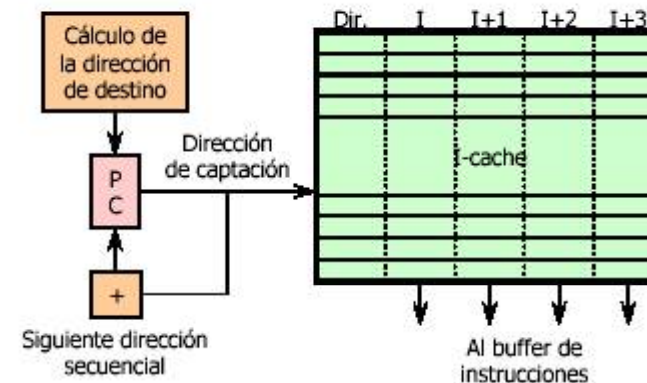 Cálculo de
la dirección
de destino
P
C
+
Siguiente dirección
secuencial
Dirección
de captación
Dir. I I+1 I+2 I+3
I-cache
Al buffer de
instrucciones